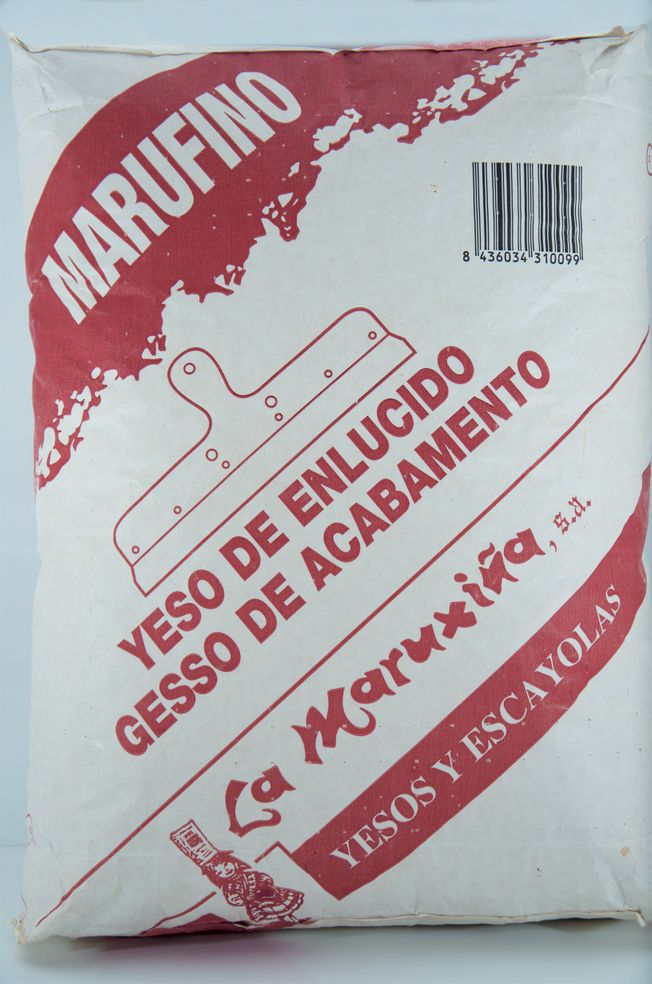 MARUFINO
8 436034 310099
YESO DE ENLUCIDO
GESSO DE ACABAMENTO
La Maruxiña, s.a.
YESOS Y ESCAYOLAS